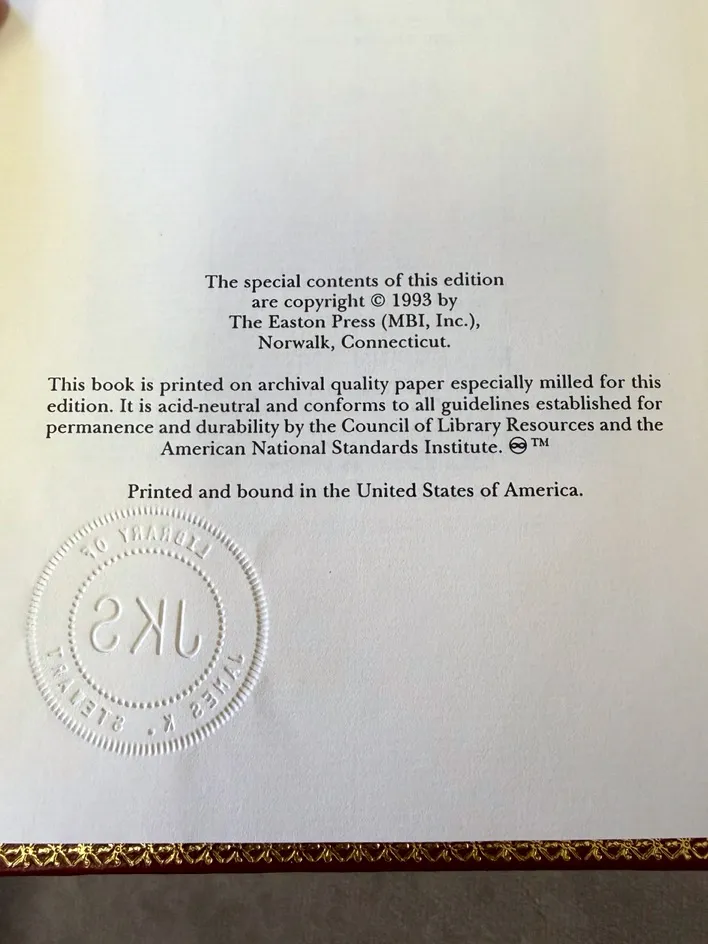 The special contents of this edition
are copyright © 1993 by
The Easton Press (MBI, Inc.),
Norwalk, Connecticut.
This book is printed on archival quality paper especially milled for this
edition. It is acid-neutral and conforms to all guidelines established for
permanence and durability by the Council of Library Resources and the
American National Standards Institute. ♾ ™
Printed and bound in the United States of America.
LIBRARY OF
JKS
JAMES K. STEWART